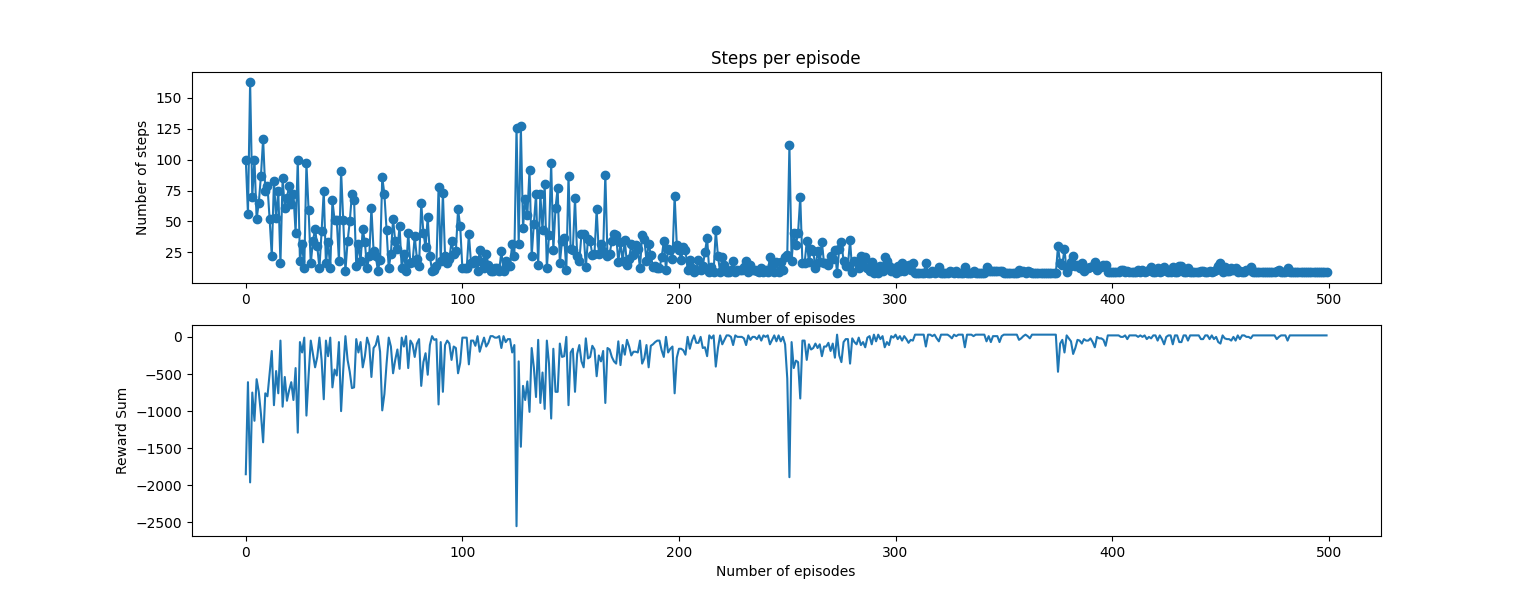 Steps per episode
Number of steps
150
125
100
75
50
25
0 100 200 300 400 500
Number of episodes
Reward Sum
0
−500
−1000
−1500
−2000
−2500
0 100 200 300 400 500
Number of episodes